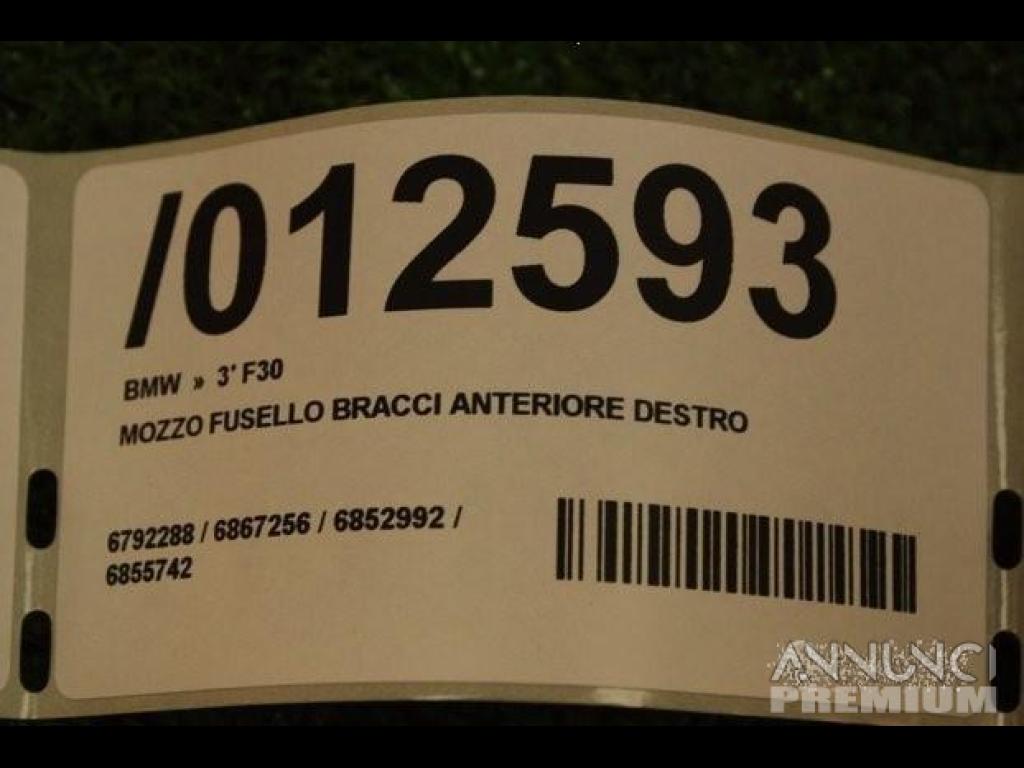 /012593
BMW » 3' F30
MOZZO FUSELLO BRACCI ANTERIORE DESTRO
6792288 / 6867256 / 6852992 /
6855742
ANNUNCI
PREMIUM